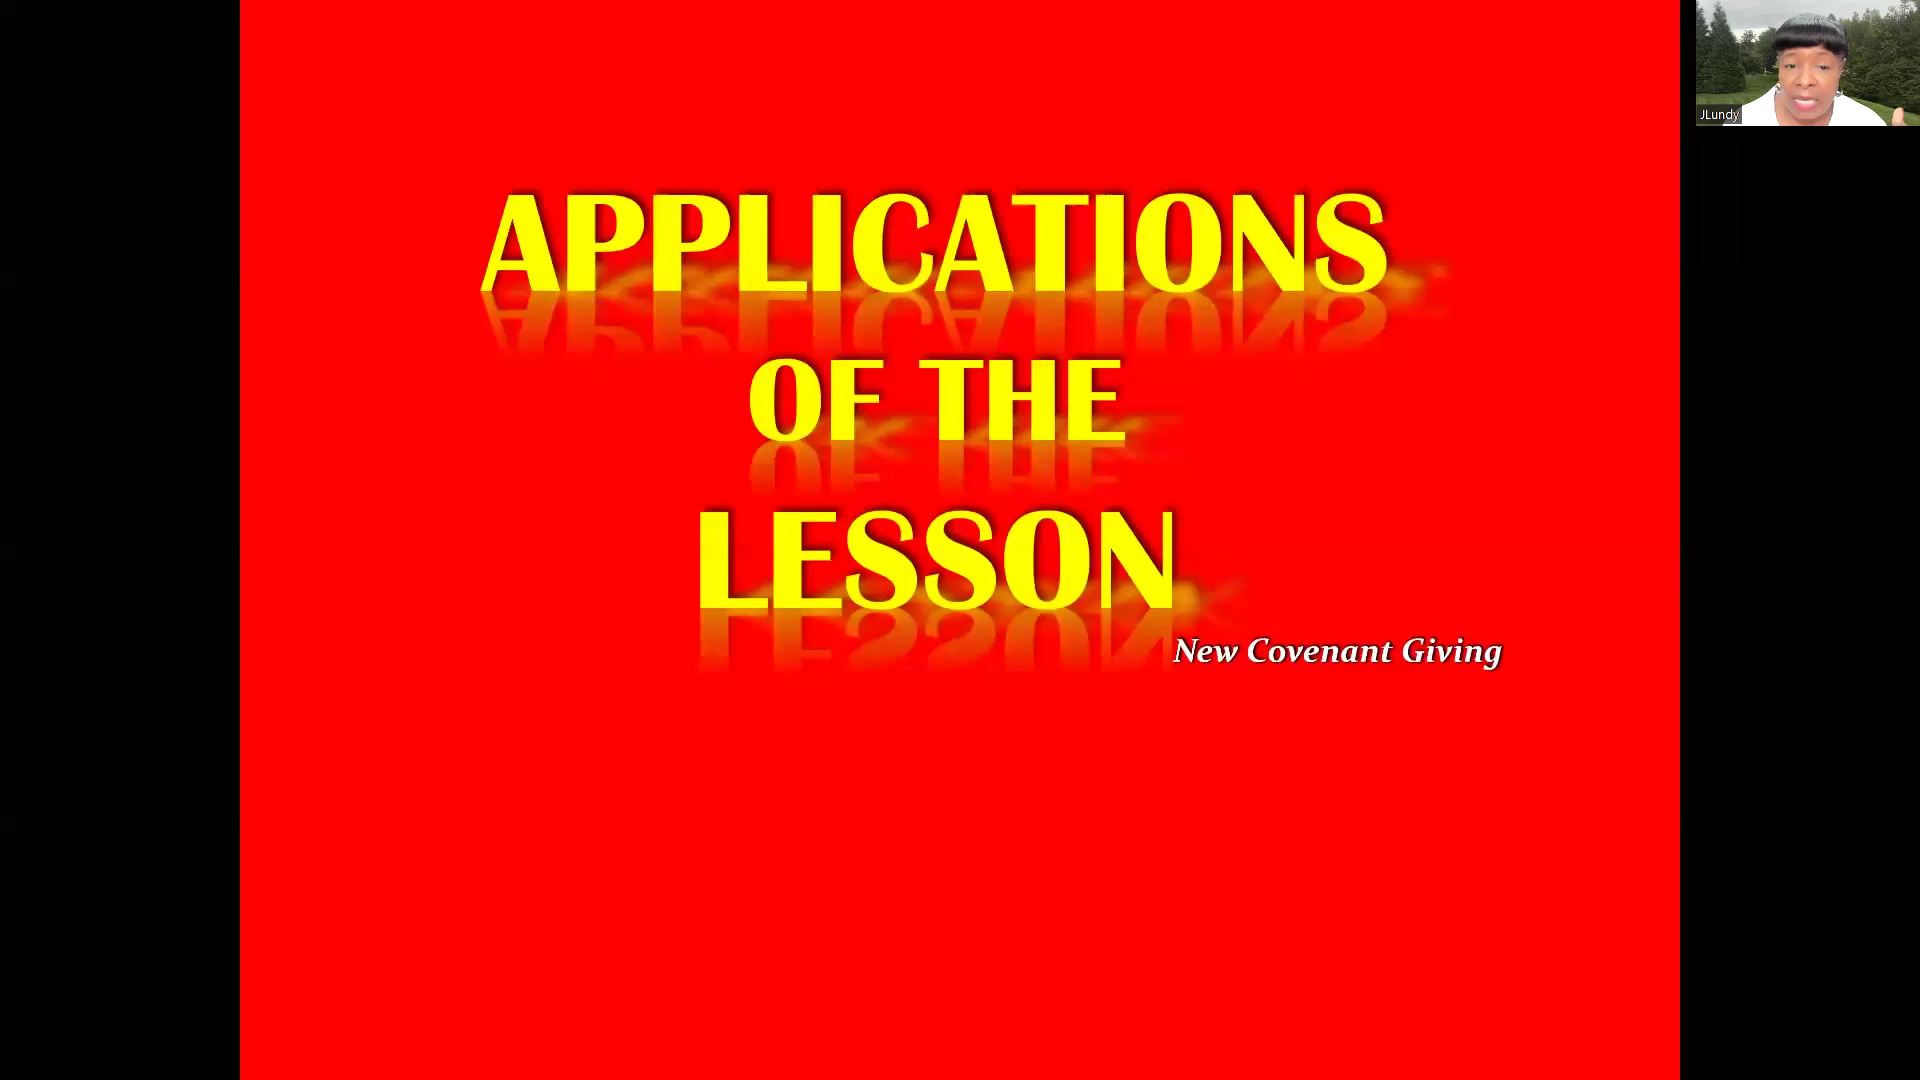 JLundy
APPLICATIONS
OF THE
LESSON
New Covenant Giving